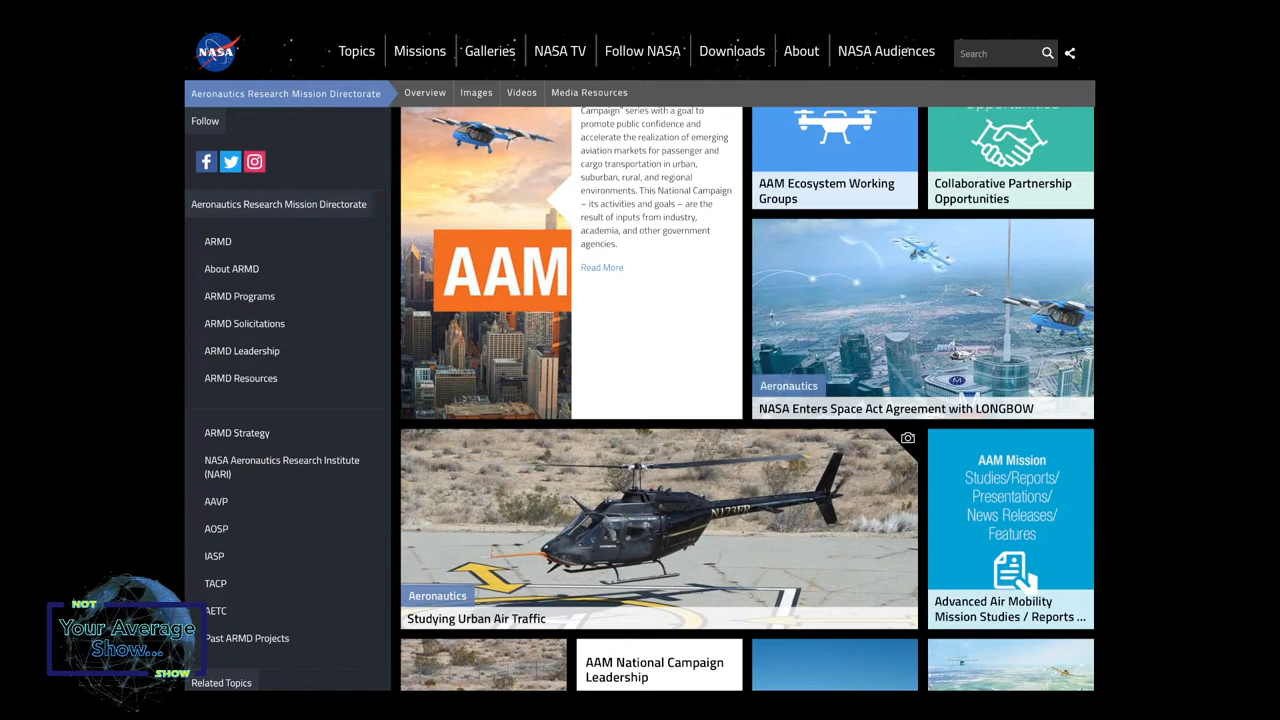 NASA
Topics
Missions
Galleries
NASA TV
Follow NASA
Downloads
About
NASA Audiences
Search
Aeronautics Research Mission Directorate
Overview
Images
Videos
Media Resources
Follow
Aeronautics Research Mission Directorate
ARMD
About ARMD
ARMD Programs
ARMD Solicitations
ARMD Leadership
ARMD Resources
ARMD Strategy
NASA Aeronautics Research Institute
(NARI)
AAVP
AOSP
IASP
TACP
AETC
Past ARMD Projects
Related Topics
AAM
Campaign" series with a goal to
promote public confidence and
accelerate the realization of emerging
aviation markets for passenger and
cargo transportation in urban,
suburban, rural, and regional
environments. This National Campaign
– its activities and goals – are the
result of inputs from industry,
academia, and other government
agencies.
Read More
AAM Ecosystem Working
Groups
Opportunities
Collaborative Partnership
Opportunities
Aeronautics
NASA Enters Space Act Agreement with LONGBOW
N173ER
Aeronautics
Studying Urban Air Traffic
AAM Mission
Studies/Reports/
Presentations/
News Releases/
Features
Advanced Air Mobility
Mission Studies / Reports ...
AAM National Campaign
Leadership
NOT
Your Average
Show...
SHOW